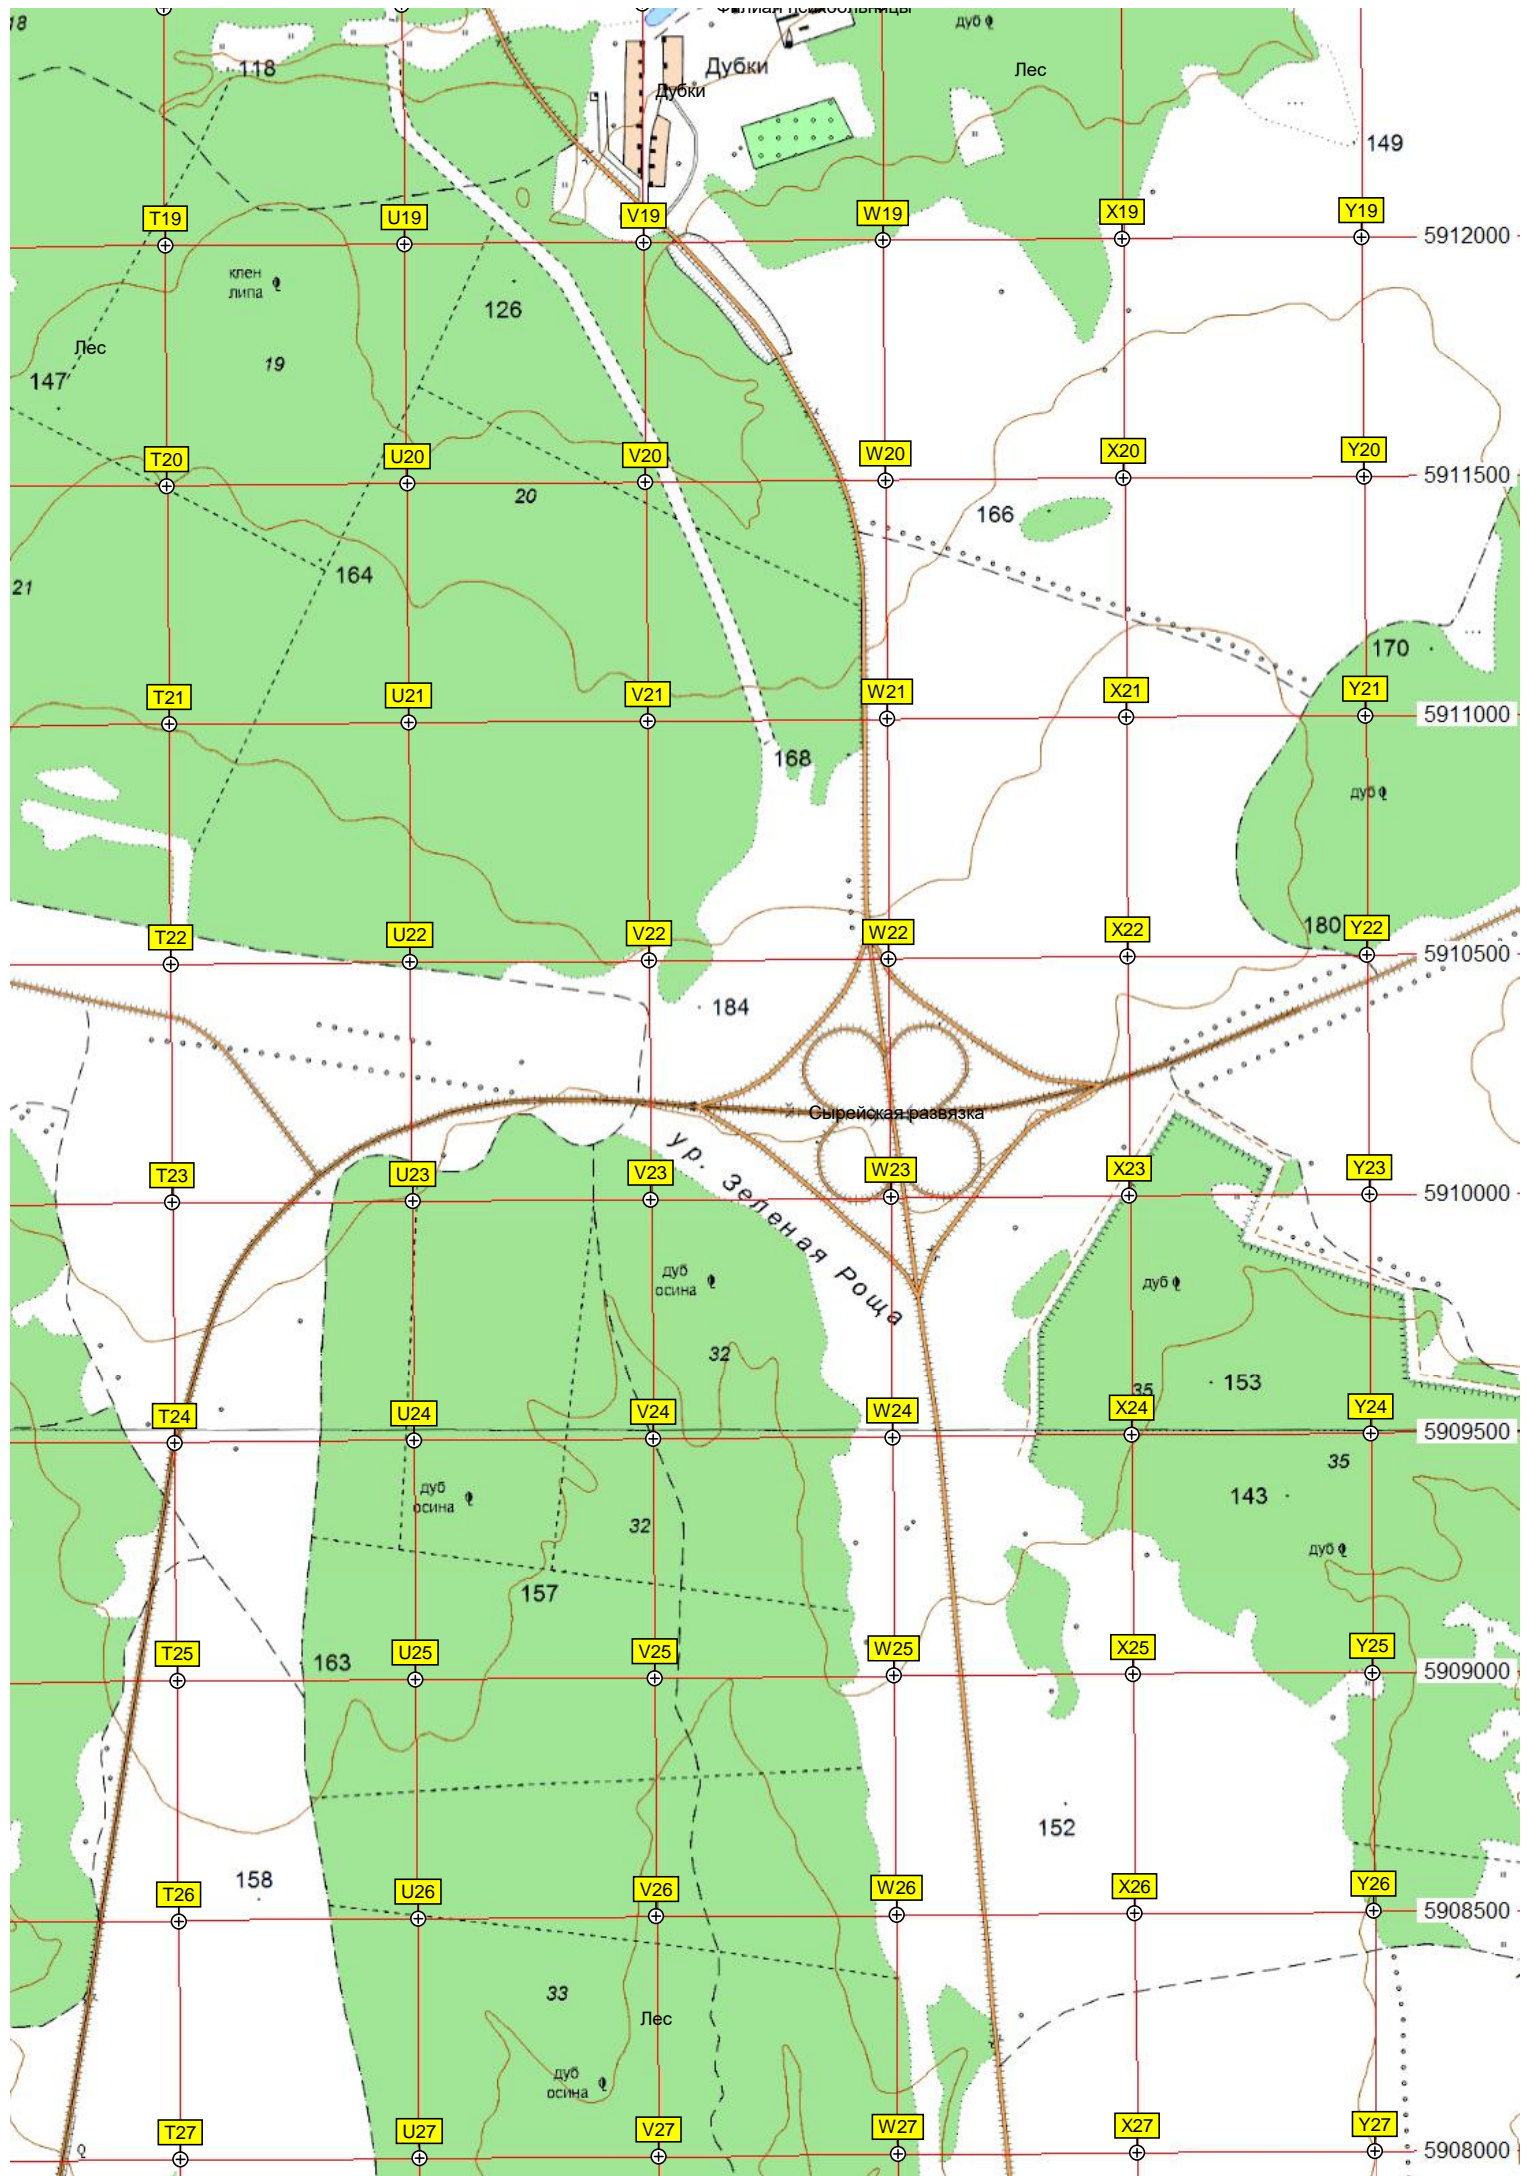 18
Филиал психбольницы
дуб
118
Дубки
Лес
Дубки
149
T19
U19
V19
W19
X19
Y19
5912000
клен
липа
126
Лес
19
147
T20
U20
V20
W20
X20
Y20
5911500
20
166
21
164
170
T21
U21
V21
W21
X21
Y21
5911000
168
дуб
180
T22
U22
V22
W22
X22
Y22
5910500
184
Сырейская развязка
ур. Зеленая Роща
T23
U23
V23
W23
X23
Y23
5910000
дуб
осина
дуб
32
35
153
T24
U24
V24
W24
X24
Y24
5909500
35
дуб
осина
143
32
дуб
157
T25
U25
V25
W25
X25
Y25
5909000
163
152
158
T26
U26
V26
W26
X26
Y26
5908500
33
Лес
дуб
осина
T27
U27
V27
W27
X27
Y27
5908000